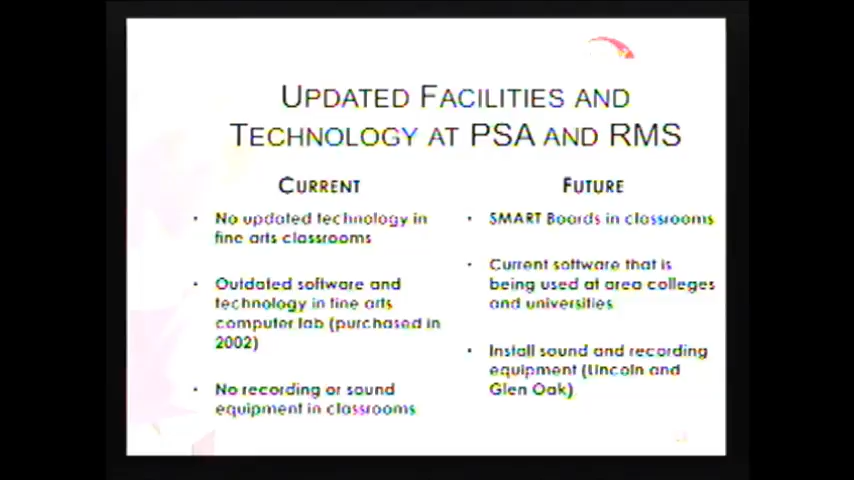 UPDATED FACILITIES AND
TECHNOLOGY AT PSA AND RMS
CURRENT
• No updated technology in
fine arts classrooms
• Outdated software and
technology in fine arts
computer lab (purchased in
2002)
• No recording or sound
equipment in classrooms
FUTURE
• SMART Boards in classrooms
• Current software that is
being used at area colleges
and universities
• Install sound and recording
equipment (Lincoln and
Glen Oak)